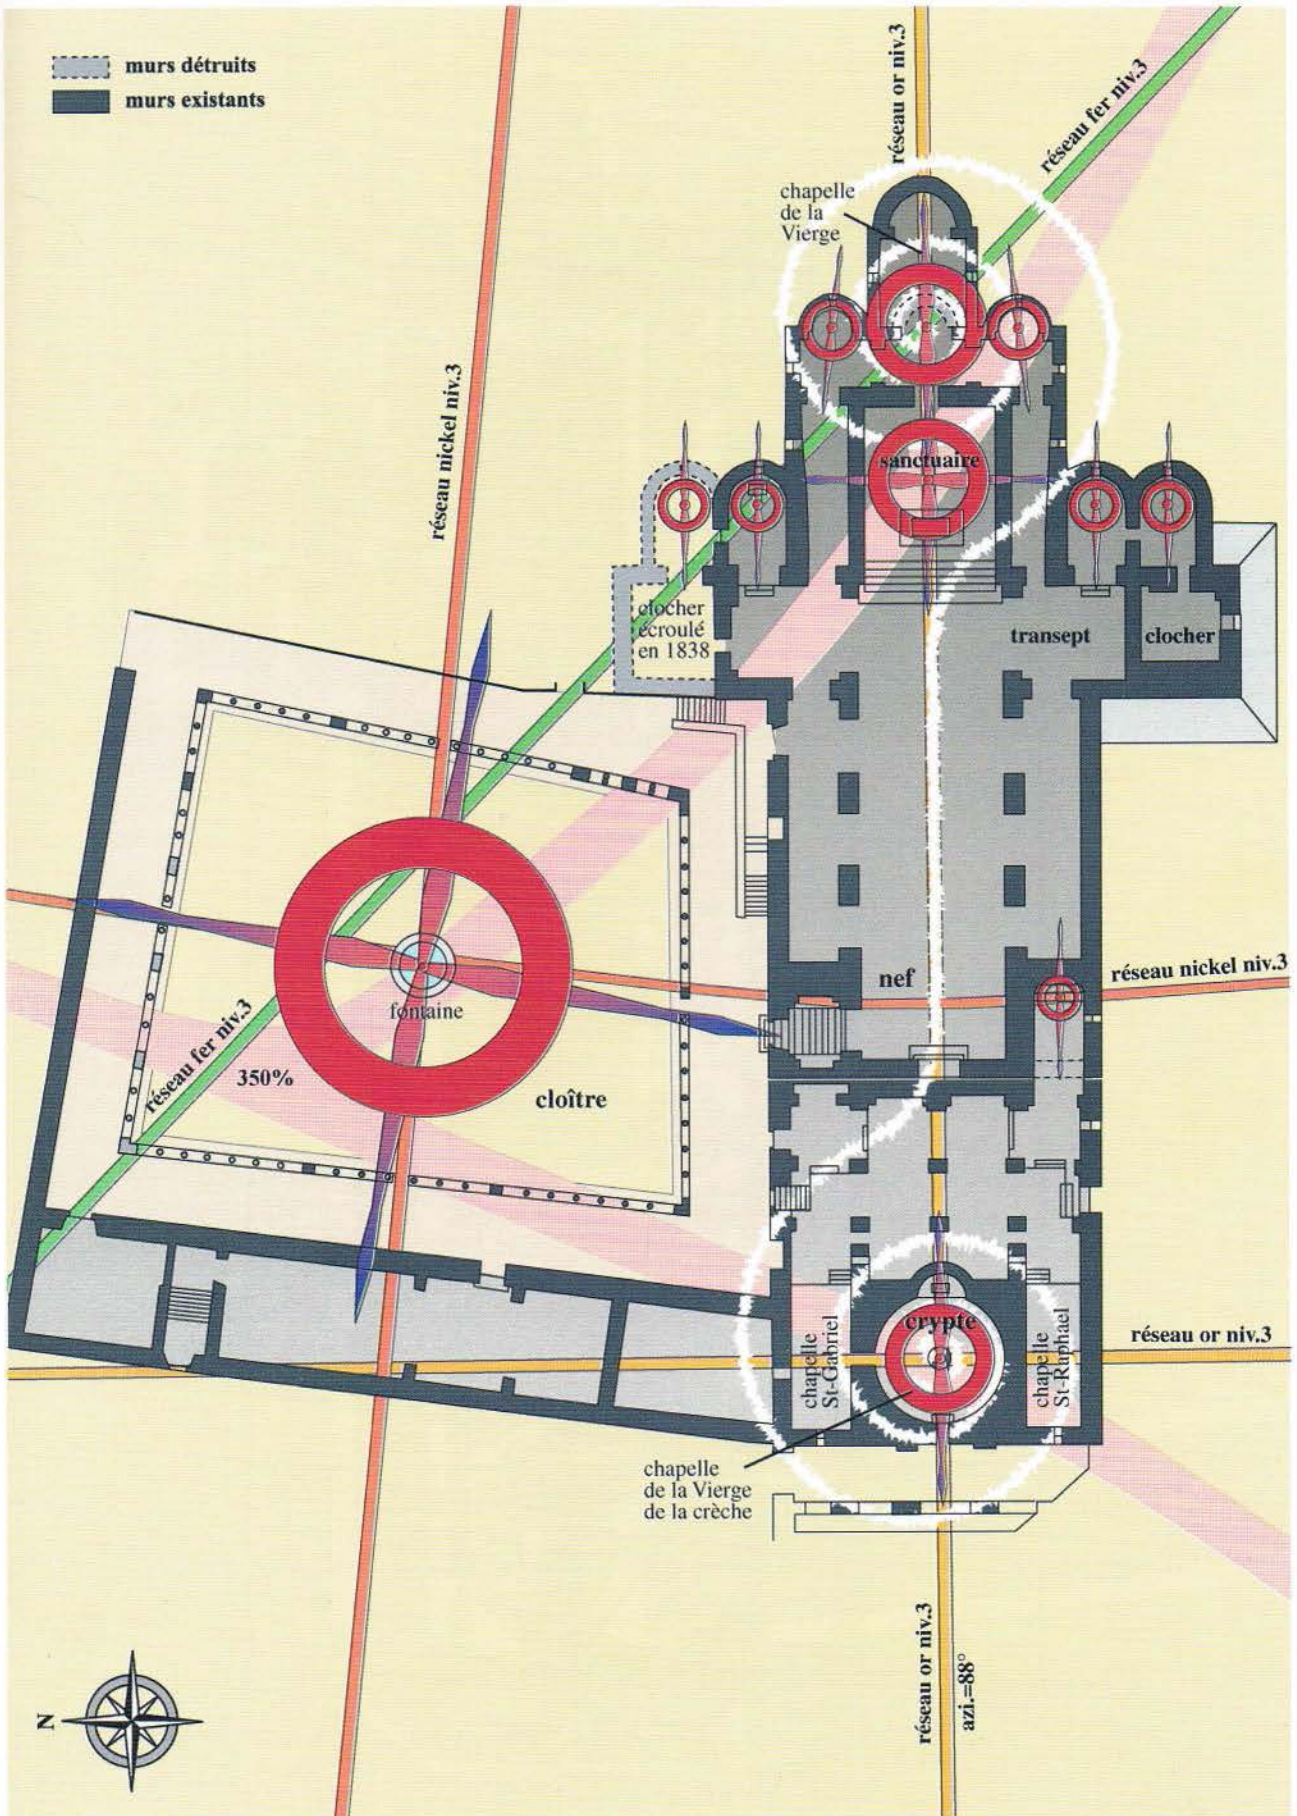 murs détruits
murs existants
réseau or niv.3
réseau fer niv.3
chapelle
de la
Vierge
réseau nickel niv.3
sanctuaire
clocher
écroulé
en 1838
transept
clocher
nef
réseau nickel niv.3
fontaine
réseau fer niv.3
350%
cloître
crypte
chapelle
St-Gabriel
chapelle
St-Raphael
réseau or niv.3
chapelle
de la Vierge
de la crèche
réseau or niv.3
azi.=88°
N